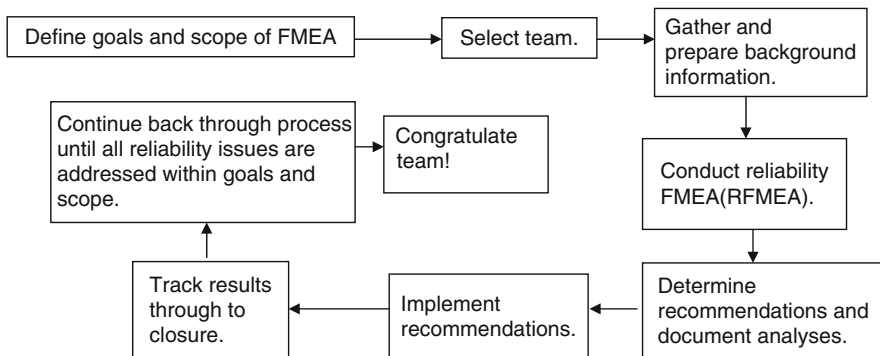 Define goals and scope of FMEA
Select team.
Gather and
prepare background
information.
Conduct reliability
FMEA(RFMEA).
Determine
recommendations and
document analyses.
Implement
recommendations.
Track results
through to
closure.
Continue back through process
until all reliability issues are
addressed within goals and
scope.
Congratulate
team!